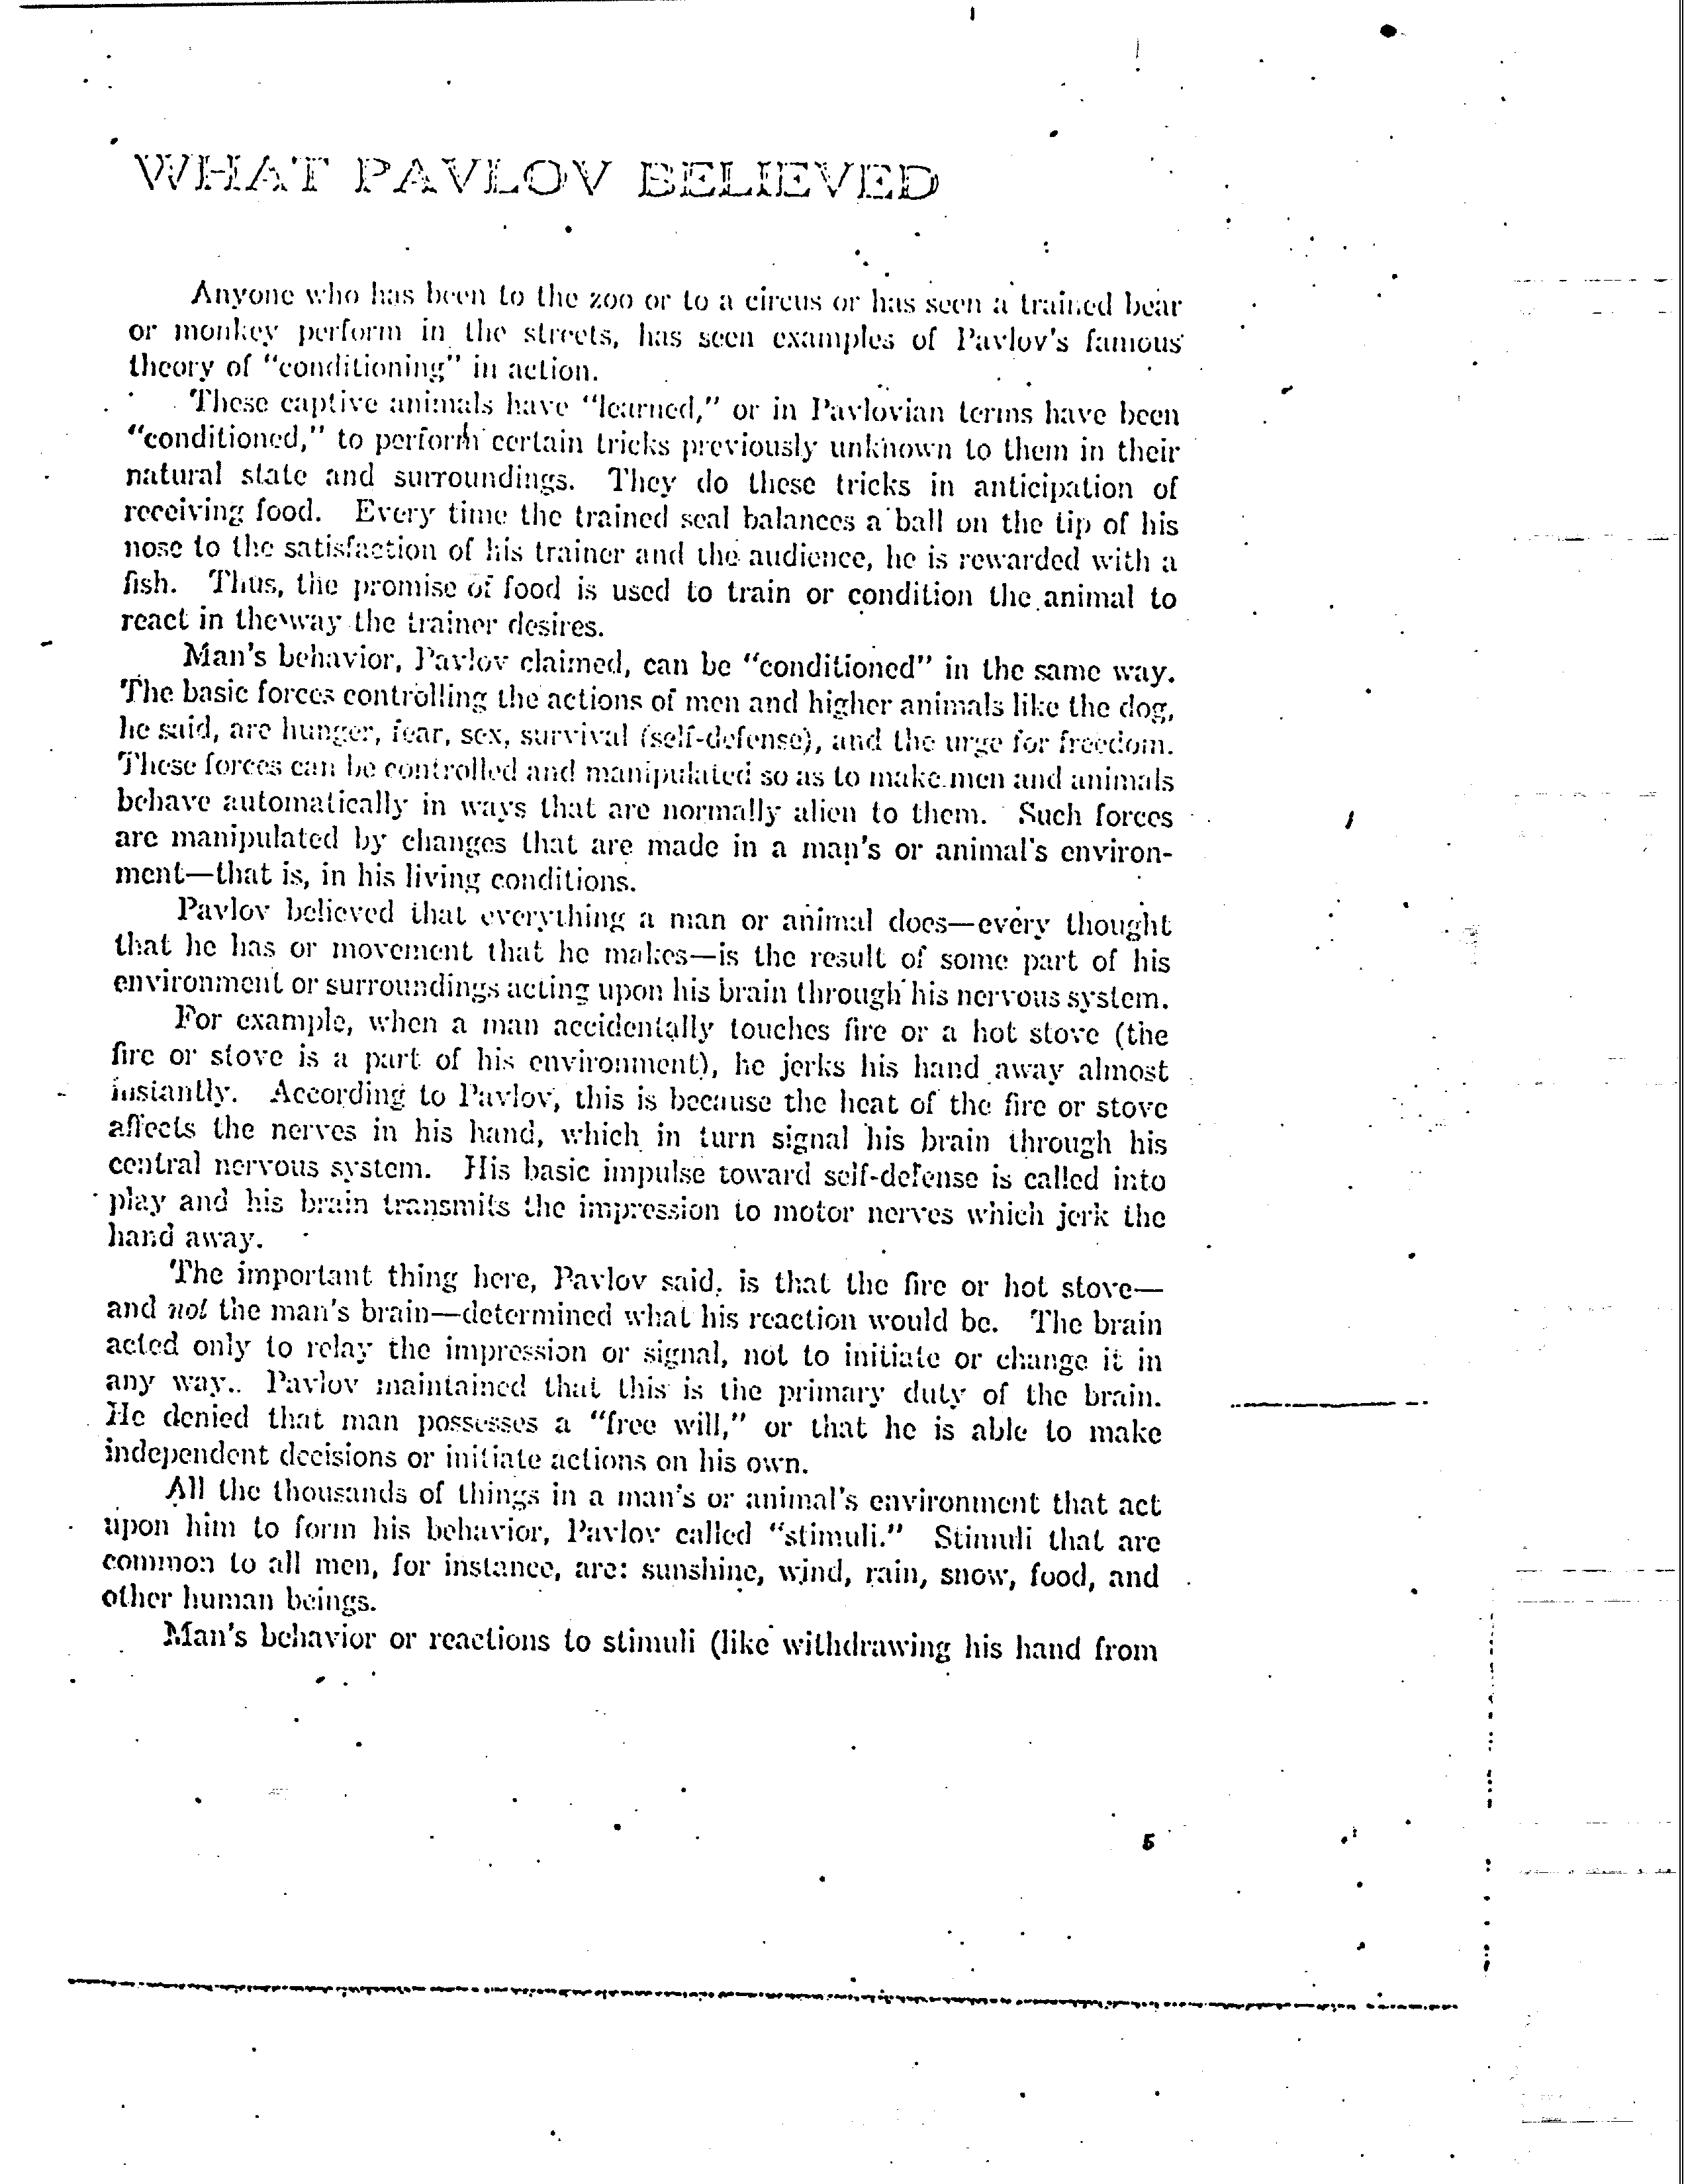 WHAT PAVLOV BELIEVED
Anyone who has been to the zoo or to a circus or has seen a trained bear
or monkey perform in the streets, has seen examples of Pavlov's famous
theory of "conditioning" in action.
These captive animals have "learned," or in Pavlovian terms have been
"conditioned," to perform certain tricks previously unknown to them in their
natural state and surroundings. They do these tricks in anticipation of
receiving food. Every time the trained seal balances a ball on the tip of his
nose to the satisfaction of his trainer and the audience, he is rewarded with a
fish. Thus, the promise of food is used to train or condition the animal to
react in the way the trainer desires.
Man's behavior, Pavlov claimed, can be "conditioned" in the same way.
The basic forces controlling the actions of men and higher animals like the dog,
he said, are hunger, fear, sex, survival (self-defense), and the urge for freedom.
These forces can be controlled and manipulated so as to make men and animals
behave automatically in ways that are normally alien to them. Such forces
are manipulated by changes that are made in a man's or animal's environ-
ment—that is, in his living conditions.
Pavlov believed that everything a man or animal does—every thought
that he has or movement that he makes—is the result of some part of his
environment or surroundings acting upon his brain through his nervous system.
For example, when a man accidentally touches fire or a hot stove (the
fire or stove is a part of his environment), he jerks his hand away almost
instantly. According to Pavlov, this is because the heat of the fire or stove
affects the nerves in his hand, which in turn signal his brain through his
central nervous system. His basic impulse toward self-defense is called into
play and his brain transmits the impression to motor nerves which jerk the
hand away.
The important thing here, Pavlov said, is that the fire or hot stove—
and not the man's brain—determined what his reaction would be. The brain
acted only to relay the impression or signal, not to initiate or change it in
any way. Pavlov maintained that this is the primary duty of the brain.
He denied that man possesses a "free will," or that he is able to make
independent decisions or initiate actions on his own.
All the thousands of things in a man's or animal's environment that act
upon him to form his behavior, Pavlov called "stimuli." Stimuli that are
common to all men, for instance, are: sunshine, wind, rain, snow, food, and
other human beings.
Man's behavior or reactions to stimuli (like withdrawing his hand from
5